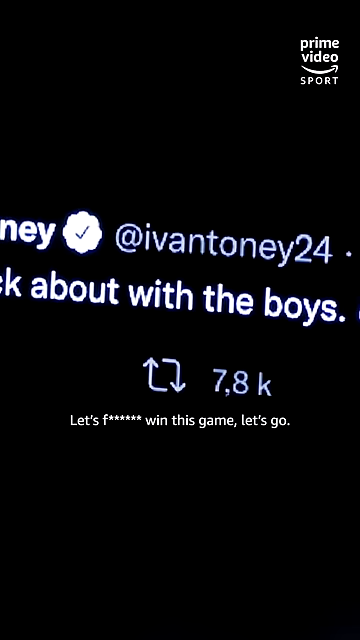 prime
video
SPORT
ney @ivantoney24 ·
k about with the boys.
7,8 k
Let's f****** win this game, let's go.